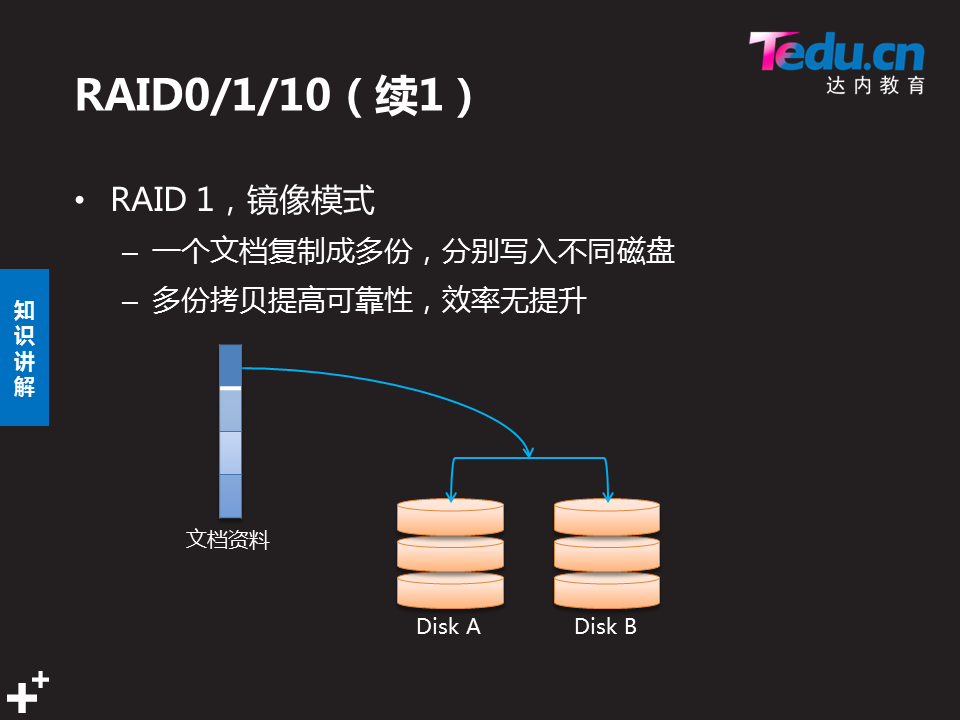 Tedu.cn
达内教育
RAID0/1/10（续1）
• RAID 1，镜像模式
– 一个文档复制成多份，分别写入不同磁盘
– 多份拷贝提高可靠性，效率无提升
知识讲解
文档资料
Disk A
Disk B